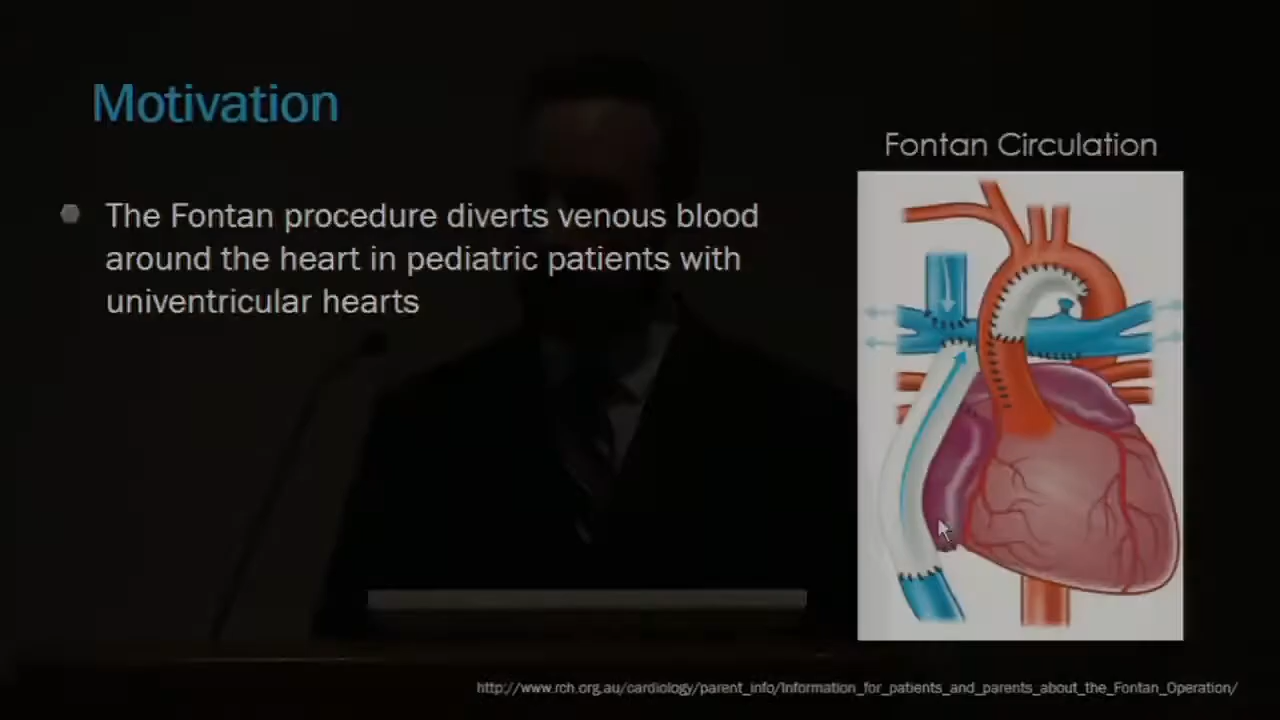 Motivation
Fontan Circulation
The Fontan procedure diverts venous blood
around the heart in pediatric patients with
univentricular hearts
http://www.rch.org.au/cardiology/parent_info/Information_for_patients_and_parents_about_the_Fontan_Operation/